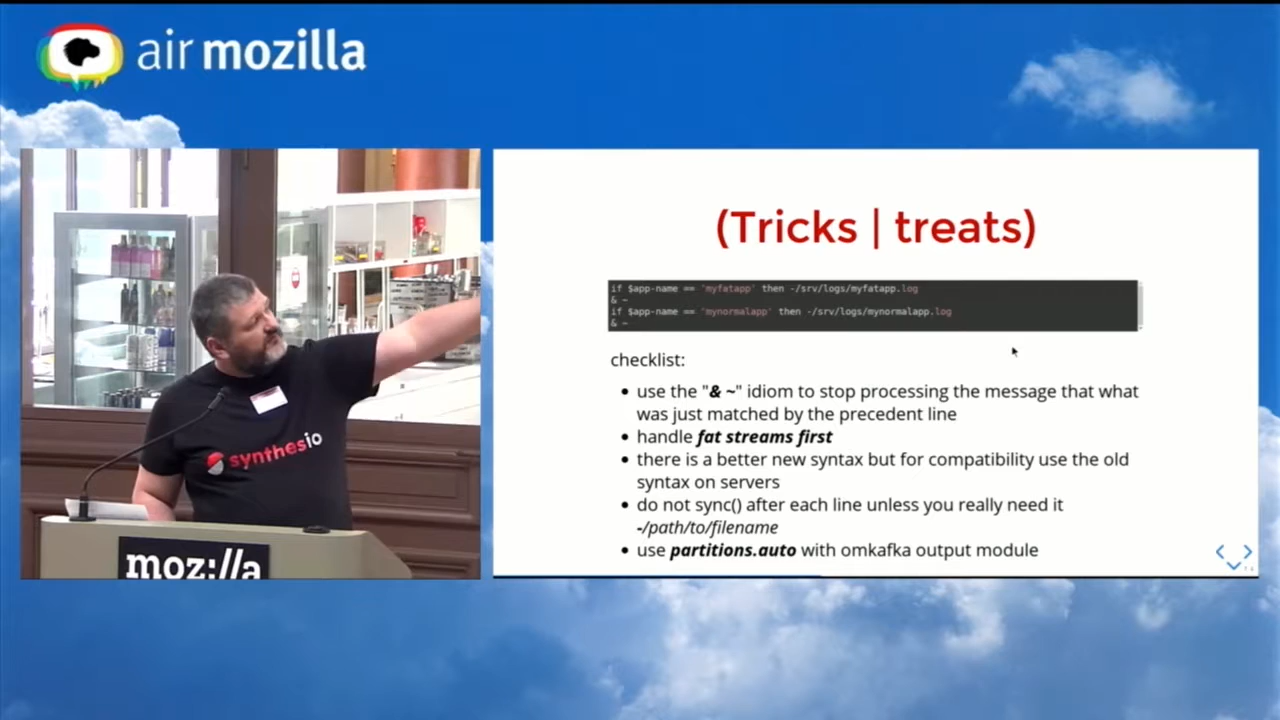 air mozilla
synthesio
moz://a
(Tricks | treats)
if $app-name == 'myfatapp' then -/srv/logs/myfatapp.log
& ~
if $app-name == 'mynormalapp' then -/srv/logs/mynormalapp.log
& ~
checklist:
use the "& ~" idiom to stop processing the message that what
was just matched by the precedent line
handle fat streams first
there is a better new syntax but for compatibility use the old
syntax on servers
do not sync() after each line unless you really need it
-/path/to/filename
use partitions.auto with omkafka output module